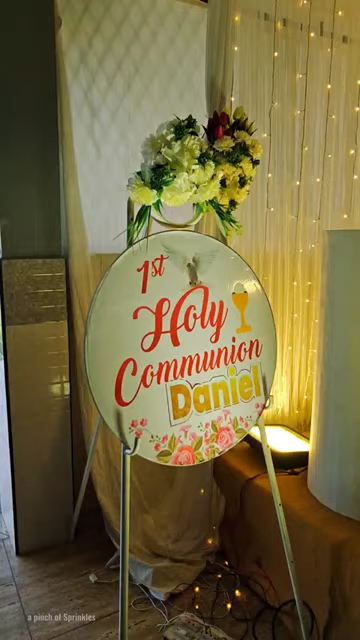 1st
Holy
Communion
Daniel
a pinch of Sprinkles